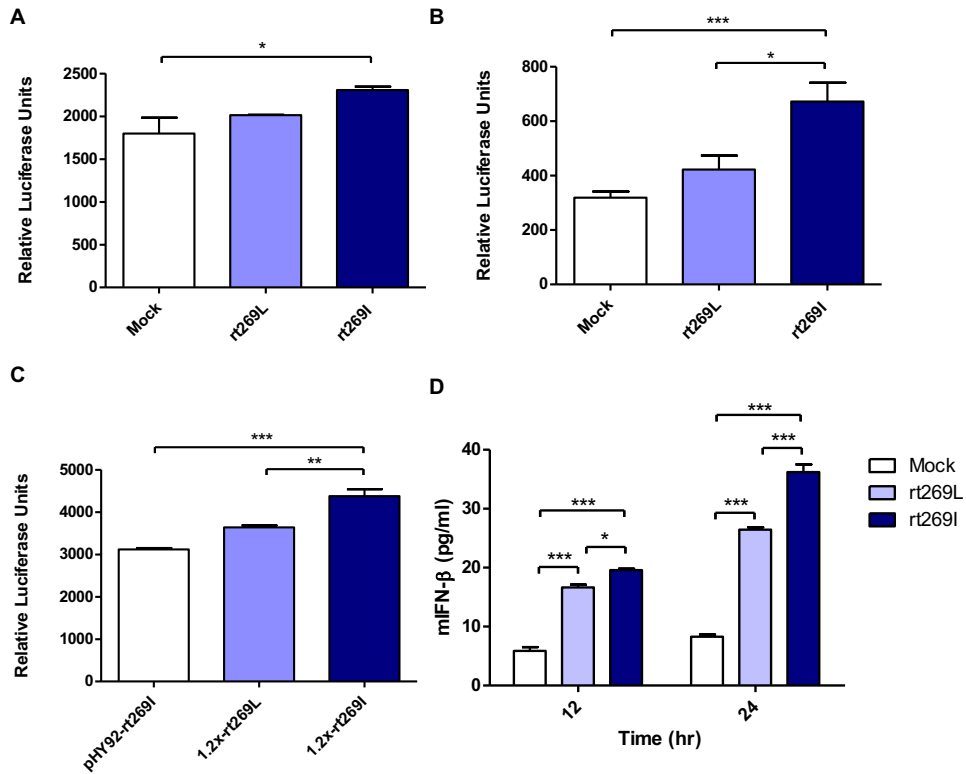 A
*
Relative Luciferase Units
2500
2000
1500
1000
500
0
Mock
rt269L
rt269I
B
***
*
Relative Luciferase Units
800
600
400
200
0
Mock
rt269L
rt269I
C
***
**
Relative Luciferase Units
5000
4000
3000
2000
1000
0
pHY92-rt269I
1.2x-rt269L
1.2x-rt269I
D
***
***
***
***
***
*
mIFN-β (pg/ml)
40
30
20
10
0
12
24
Time (hr)
Mock
rt269L
rt269I